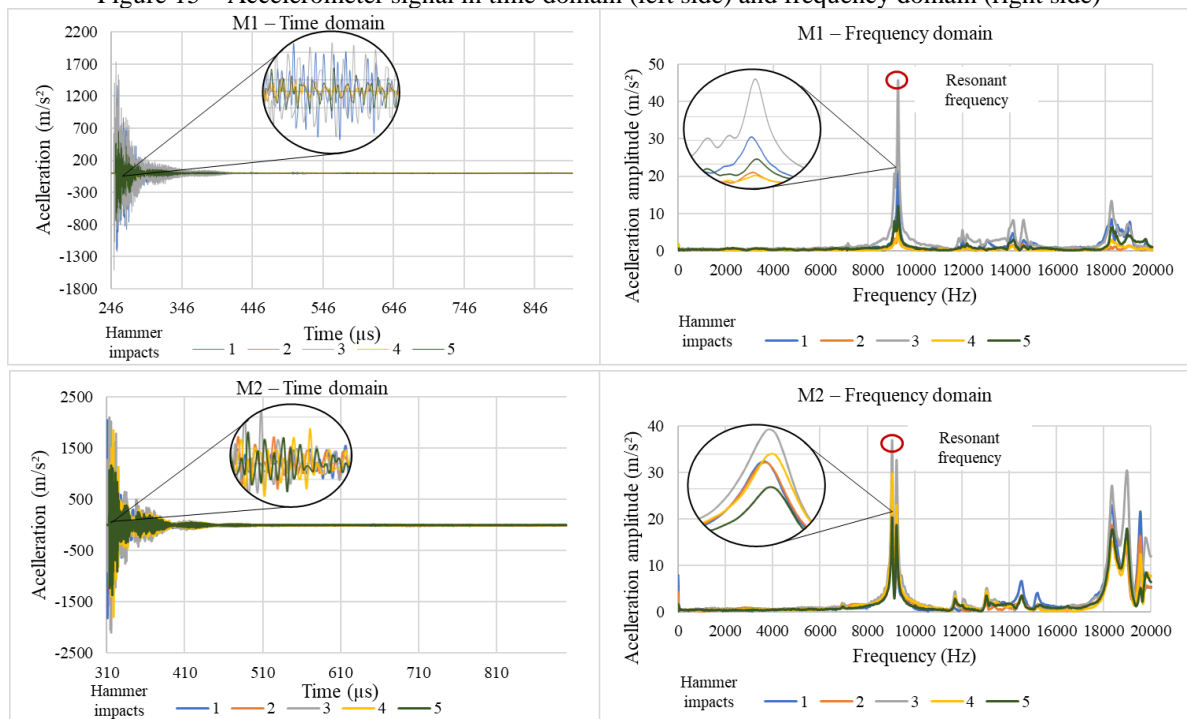 Figure 13 – Accelerometer signal in time domain (left side) and frequency domain (right side)
M1 – Time domain
2200
1700
1200
700
200
-300
-800
-1300
-1800
Acelleration (m/s²)
246 346 446 546 646 746 846
Time (µs)
Hammer
impacts
1 2 3 4 5
M1 – Frequency domain
50
40
30
20
10
0
Acelleration amplitude (m/s²)
Resonant
frequency
0 2000 4000 6000 8000 10000 12000 14000 16000 18000 20000
Frequency (Hz)
Hammer
impacts
1 2 3 4 5
M2 – Time domain
2500
1500
500
-500
-1500
-2500
Acelleration (m/s²)
310 410 510 610 710 810
Time (µs)
Hammer
impacts
1 2 3 4 5
M2 – Frequency domain
40
30
20
10
0
Acelleration amplitude (m/s²)
Resonant
frequency
0 2000 4000 6000 8000 10000 12000 14000 16000 18000 20000
Frequency (Hz)
Hammer
impacts
1 2 3 4 5